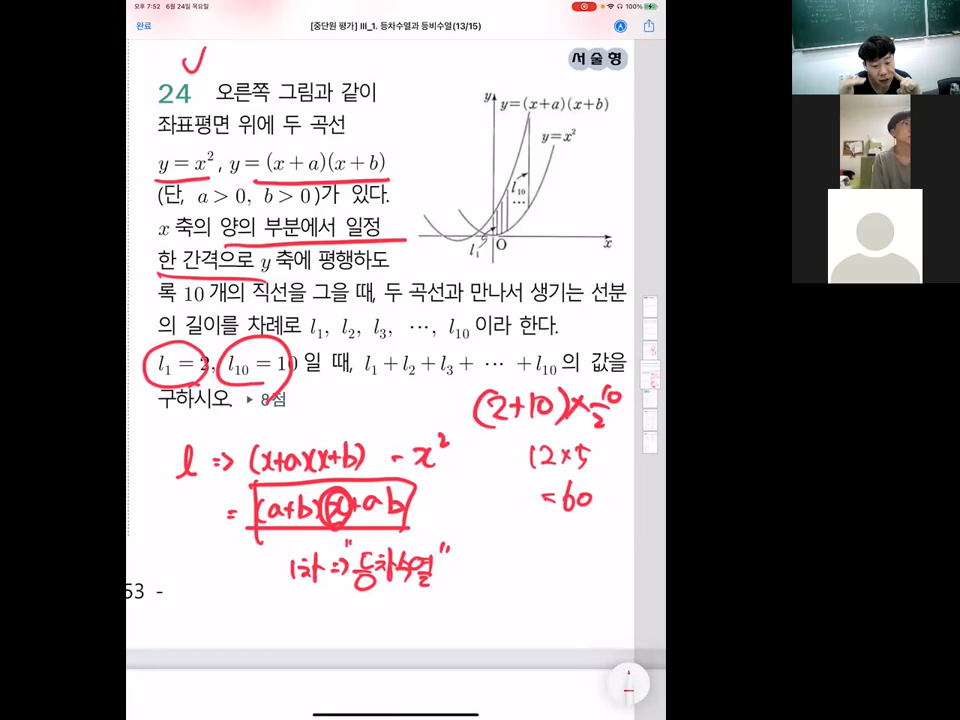 오후 7:52 6월 24일 목요일
100%
완료
[중단원 평가] III_1. 등차수열과 등비수열(13/15)
서술형
24 오른쪽 그림과 같이
좌표평면 위에 두 곡선
y=x², y=(x+a)(x+b)
(단, a>0, b>0)가 있다.
x 축의 양의 부분에서 일정
한 간격으로 y 축에 평행하도
록 10개의 직선을 그을 때, 두 곡선과 만나서 생기는 선분
의 길이를 차례로 l₁, l₂, l₃, ⋯, l₁₀ 이라 한다.
l₁=2, l₁₀=10일 때, l₁+l₂+l₃+ ⋯ +l₁₀의 값을
구하시오. ▸ 8점
y
y=(x+a)(x+b)
y=x²
l₁₀
⋯
l₁
O
x
(2+10)×10/2
12×5
=60
l => (x+a)(x+b) - x²
= (a+b)x+ab
1차=>"등차수열"
53 -